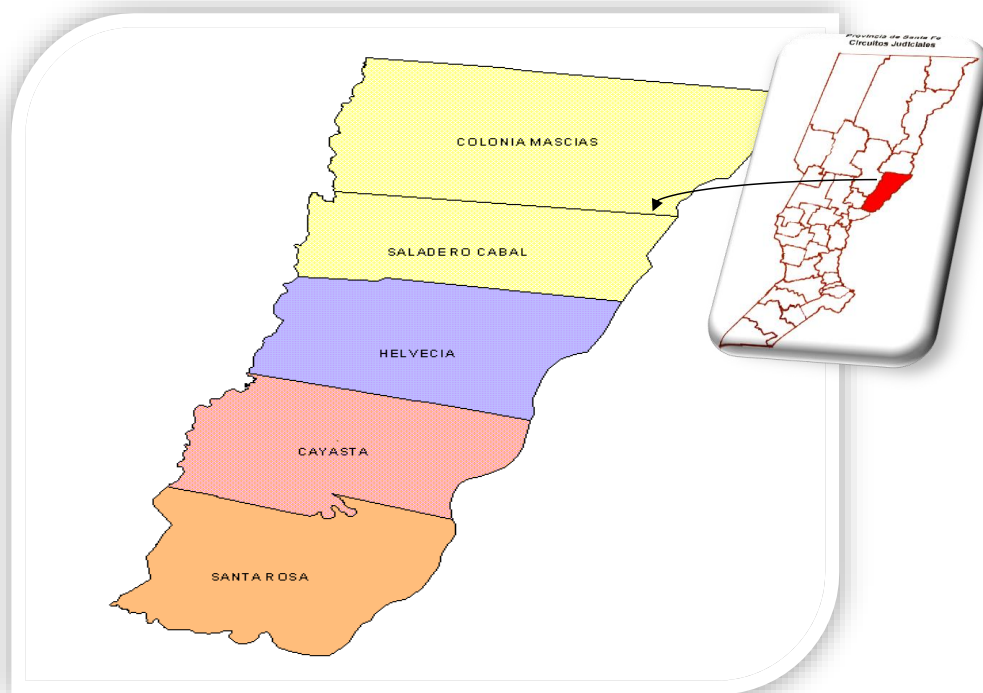 Provincia de Santa Fe
Circuitos Judiciales
COLONIA MASCIAS
SALADERO CABAL
HELVECIA
CAYASTA
SANTA ROSA